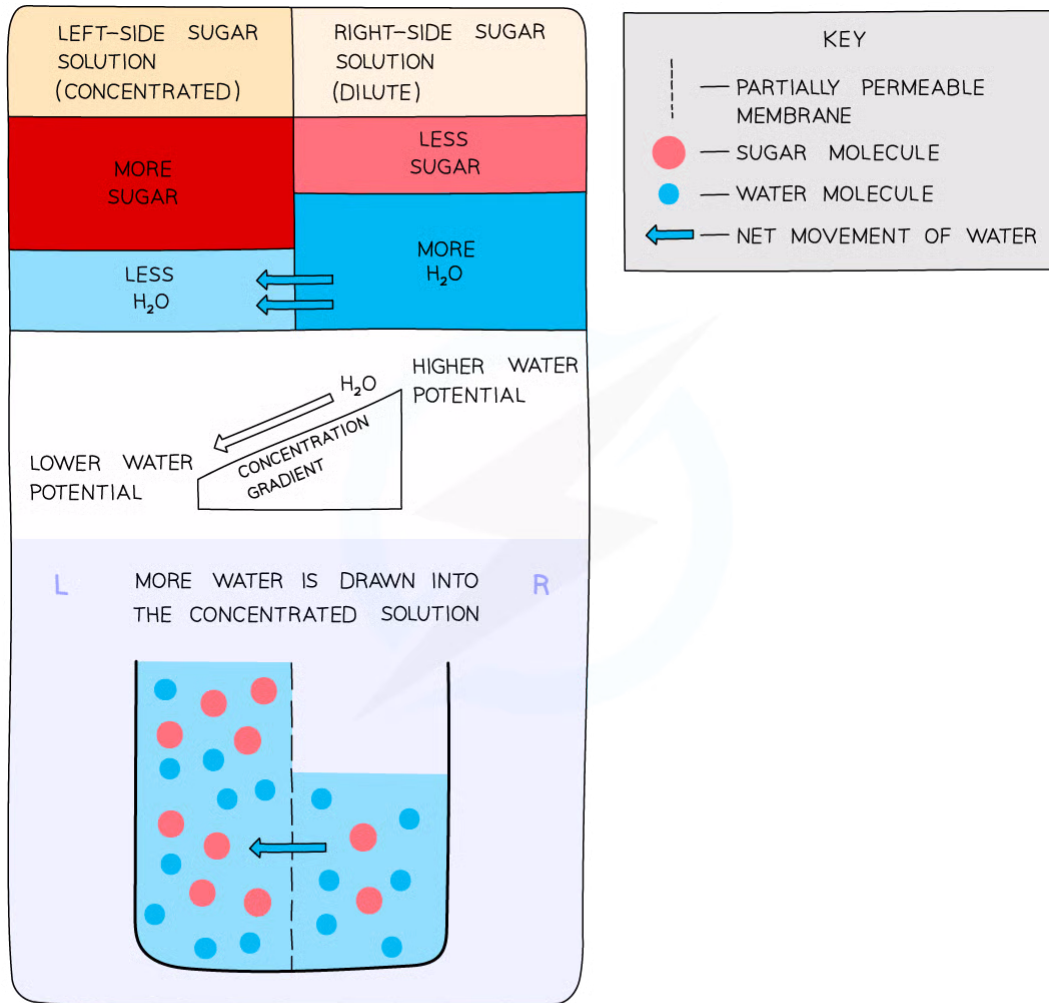 LEFT-SIDE SUGAR
SOLUTION
(CONCENTRATED)
RIGHT-SIDE SUGAR
SOLUTION
(DILUTE)
MORE
SUGAR
LESS
SUGAR
LESS
H₂O
MORE
H₂O
H₂O
HIGHER WATER
POTENTIAL
LOWER WATER
POTENTIAL
CONCENTRATION
GRADIENT
L
MORE WATER IS DRAWN INTO
THE CONCENTRATED SOLUTION
R
KEY
PARTIALLY PERMEABLE
MEMBRANE
SUGAR MOLECULE
WATER MOLECULE
NET MOVEMENT OF WATER